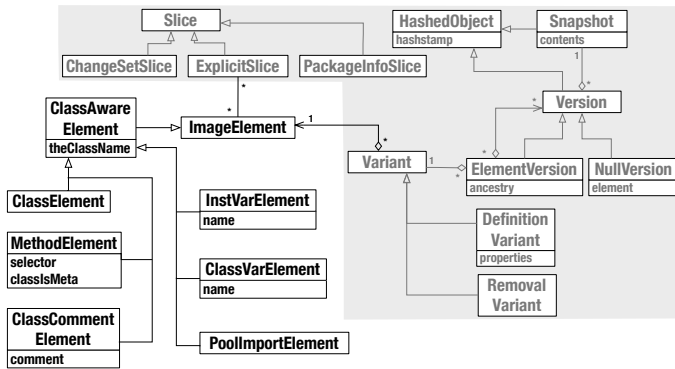 Slice
HashedObject
hashstamp
Snapshot
contents
ChangeSetSlice
ExplicitSlice
PackageInfoSlice
1
*
*
*
Version
*
ClassAware
Element
theClassName
ImageElement
1
*
Variant
1
*
*
ElementVersion
ancestry
NullVersion
element
ClassElement
InstVarElement
name
Definition
Variant
properties
MethodElement
selector
classIsMeta
ClassVarElement
name
Removal
Variant
ClassComment
Element
comment
PoolImportElement